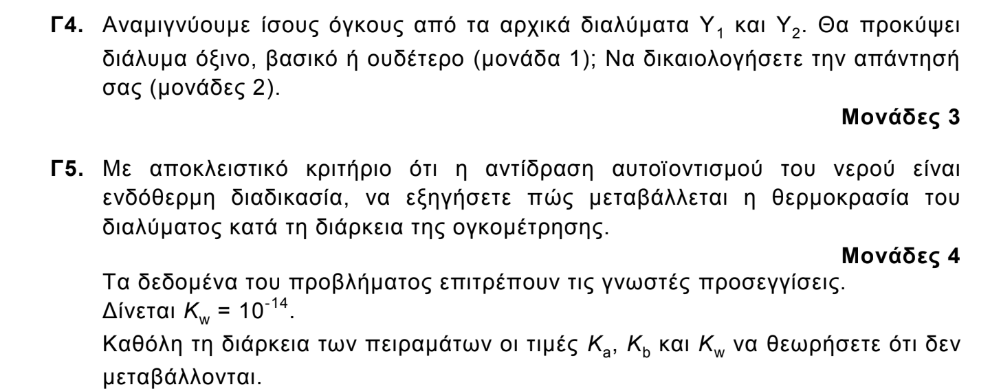 Γ4. Αναμιγνύουμε ίσους όγκους από τα αρχικά διαλύματα Υ₁ και Υ₂. Θα προκύψει
διάλυμα όξινο, βασικό ή ουδέτερο (μονάδα 1); Να δικαιολογήσετε την απάντησή
σας (μονάδες 2).
Μονάδες 3
Γ5. Με αποκλειστικό κριτήριο ότι η αντίδραση αυτοϊοντισμού του νερού είναι
ενδόθερμη διαδικασία, να εξηγήσετε πώς μεταβάλλεται η θερμοκρασία του
διαλύματος κατά τη διάρκεια της ογκομέτρησης.
Μονάδες 4
Τα δεδομένα του προβλήματος επιτρέπουν τις γνωστές προσεγγίσεις.
Δίνεται K_w = 10⁻¹⁴.
Καθόλη τη διάρκεια των πειραμάτων οι τιμές K_a, K_b και K_w να θεωρήσετε ότι δεν
μεταβάλλονται.